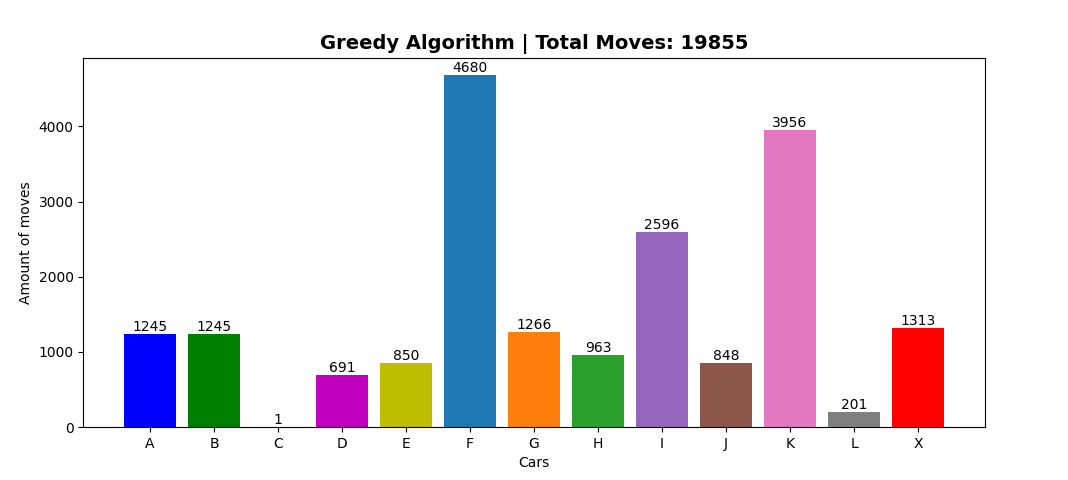 Greedy Algorithm | Total Moves: 19855
4680
3956
2596
1245 1245 1266 1313
691 850 963 848
1 201
4000
3000
2000
1000
0
Amount of moves
A B C D E F G H I J K L X
Cars